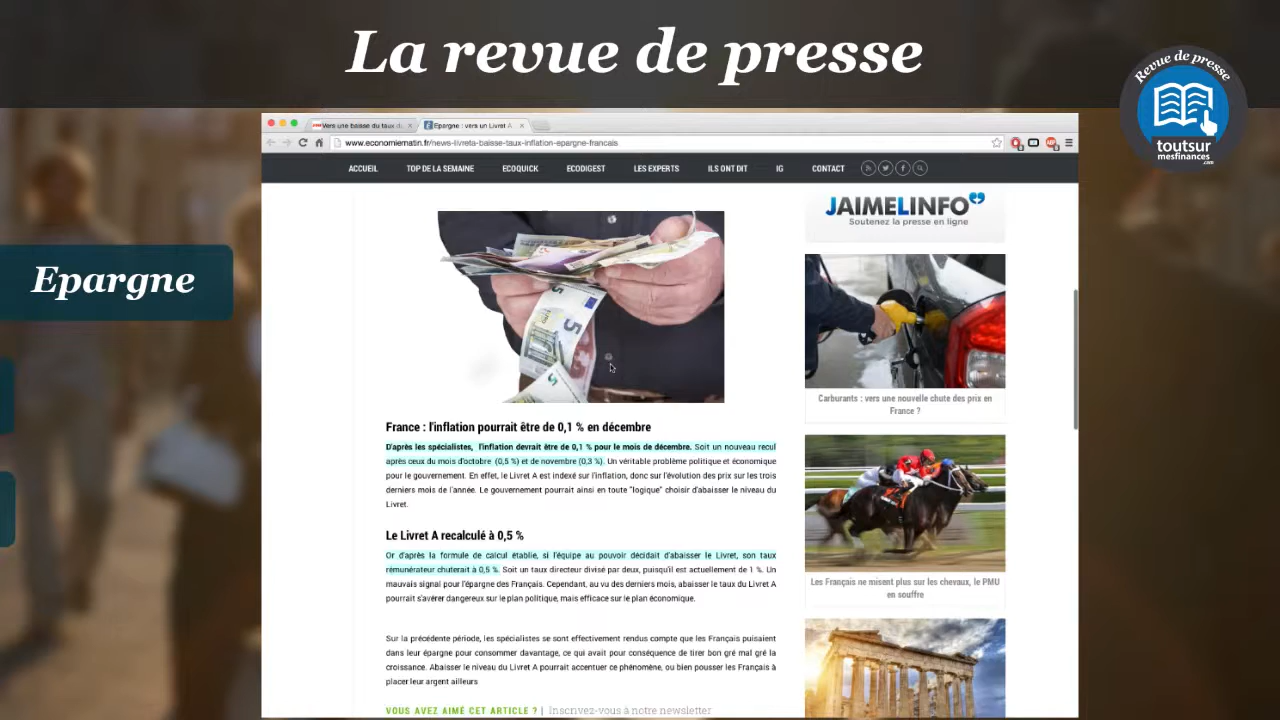 La revue de presse
Revue de presse
toutsur
mesfinances
.com
Epargne
Vers une baisse du taux du
Epargne : vers un Livret A
www.economiematin.fr/news-livreta-baisse-taux-inflation-epargne-francais
ACCUEIL TOP DE LA SEMAINE ECOQUICK ECODIGEST LES EXPERTS ILS ONT DIT IG CONTACT
JAIMELINFO
Soutenez la presse en ligne
France : l'inflation pourrait être de 0,1 % en décembre
D'après les spécialistes, l'inflation devrait être de 0,1 % pour le mois de décembre. Soit un nouveau recul
après ceux du mois d'octobre (0,5 %) et de novembre (0,3 %). Un véritable problème politique et économique
pour le gouvernement. En effet, le Livret A est indexé sur l'inflation, donc sur l'évolution des prix sur les trois
derniers mois de l'année. Le gouvernement pourrait ainsi en toute "logique" choisir d'abaisser le niveau du
Livret.
Le Livret A recalculé à 0,5 %
Or d'après la formule de calcul établie, si l'équipe au pouvoir décidait d'abaisser le Livret, son taux
rémunérateur chuterait à 0,5 %. Soit un taux directeur divisé par deux, puisqu'il est actuellement de 1 %. Un
mauvais signal pour l'épargne des Français. Cependant, au vu des derniers mois, abaisser le taux du Livret A
pourrait s'avérer dangereux sur le plan politique, mais efficace sur le plan économique.
Sur la précédente période, les spécialistes se sont effectivement rendus compte que les Français puisaient
dans leur épargne pour consommer davantage, ce qui avait pour conséquence de tirer bon gré mal gré la
croissance. Abaisser le niveau du Livret A pourrait accentuer ce phénomène, ou bien pousser les Français à
placer leur argent ailleurs
VOUS AVEZ AIMÉ CET ARTICLE ? | Inscrivez-vous à notre newsletter
Carburants : vers une nouvelle chute des prix en
France ?
Les Français ne misent plus sur les chevaux, le PMU
en souffre